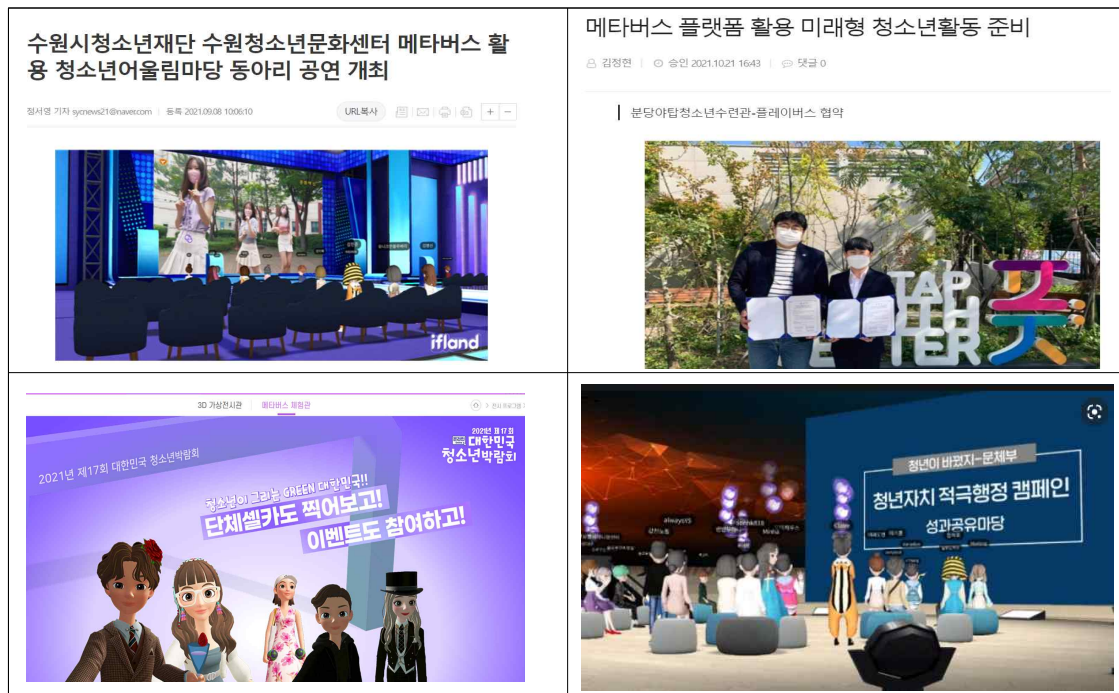 수원시청소년재단 수원청소년문화센터 메타버스 활
용 청소년어울림마당 동아리 공연 개최
정서영 기자 sycnews21@naver.com 등록 2021.09.08 10:06:10
URL복사
ifland
메타버스 플랫폼 활용 미래형 청소년활동 준비
김정현 승인 2021.10.21 16:43 댓글 0
분당야탑청소년수련관-플레이버스 협약
TAP
TER
3D 가상전시관 메타버스 체험관
2021년 제17회 대한민국 청소년박람회
2021년 제17회
대한민국
청소년박람회
청소년이 그리는 GREEN 대한민국!!
단체셀카도 찍어보고!
이벤트도 참여하고!
청년이 바꿨지-문체부
청년자치 적극행정 캠페인
성과공유마당
always15